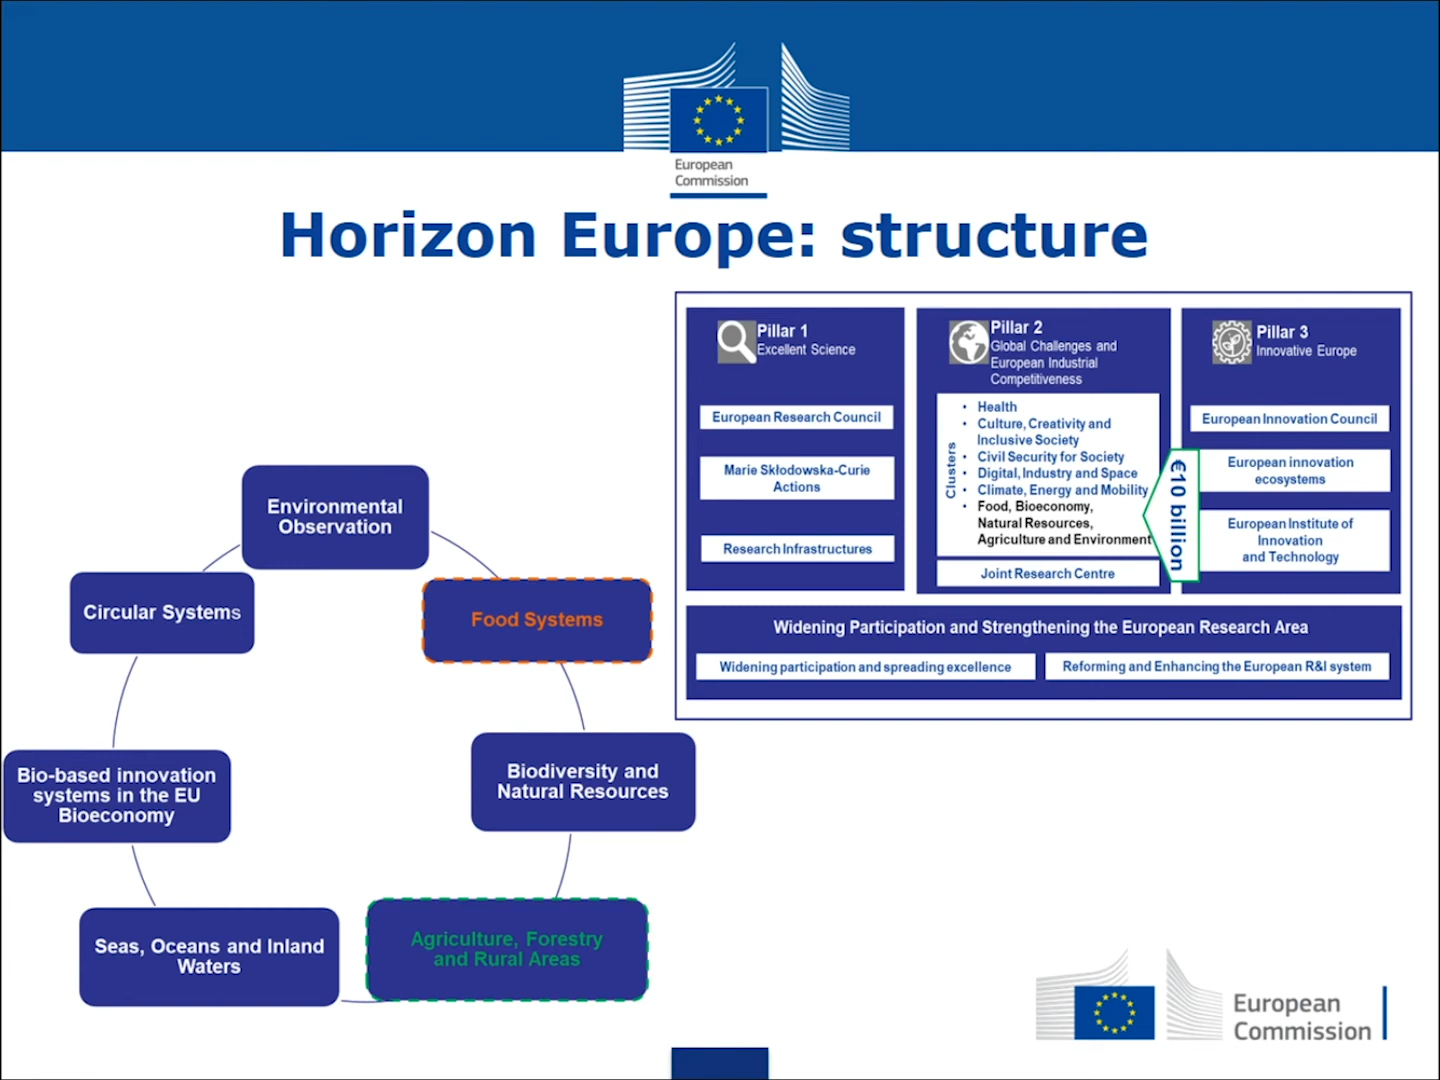 European
Commission
Horizon Europe: structure
Pillar 1
Excellent Science
European Research Council
Marie Skłodowska-Curie
Actions
Research Infrastructures
Pillar 2
Global Challenges and
European Industrial
Competitiveness
Clusters
• Health
• Culture, Creativity and
Inclusive Society
• Civil Security for Society
• Digital, Industry and Space
• Climate, Energy and Mobility
• Food, Bioeconomy,
Natural Resources,
Agriculture and Environment
Joint Research Centre
€10 billion
Pillar 3
Innovative Europe
European Innovation Council
European innovation
ecosystems
European Institute of
Innovation
and Technology
Widening Participation and Strengthening the European Research Area
Widening participation and spreading excellence
Reforming and Enhancing the European R&I system
Environmental
Observation
Food Systems
Biodiversity and
Natural Resources
Agriculture, Forestry
and Rural Areas
Seas, Oceans and Inland
Waters
Bio-based innovation
systems in the EU
Bioeconomy
Circular Systems
European
Commission